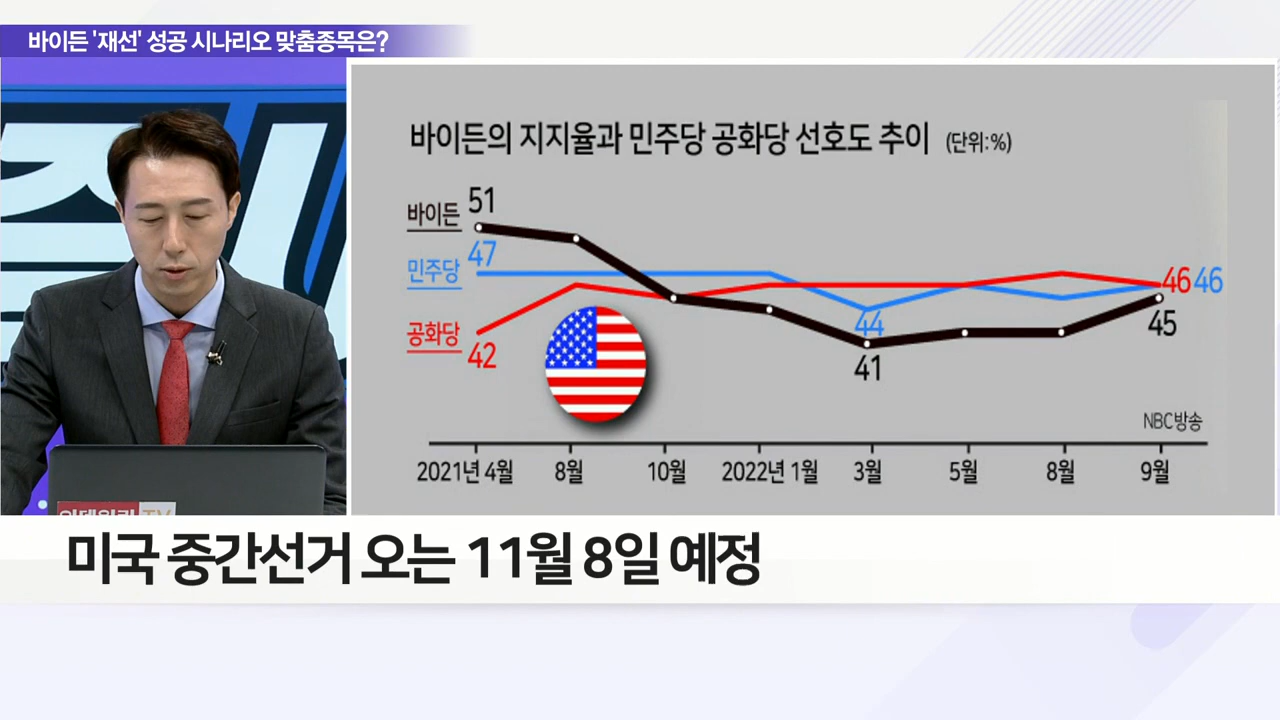 바이든 '재선' 성공 시나리오 맞춤종목은?
바이든의 지지율과 민주당 공화당 선호도 추이 (단위:%)
바이든 51
민주당 47
공화당 42
44
41
46 46
45
NBC방송
2021년 4월 8월 10월 2022년 1월 3월 5월 8월 9월
이데일리 TV
미국 중간선거 오는 11월 8일 예정